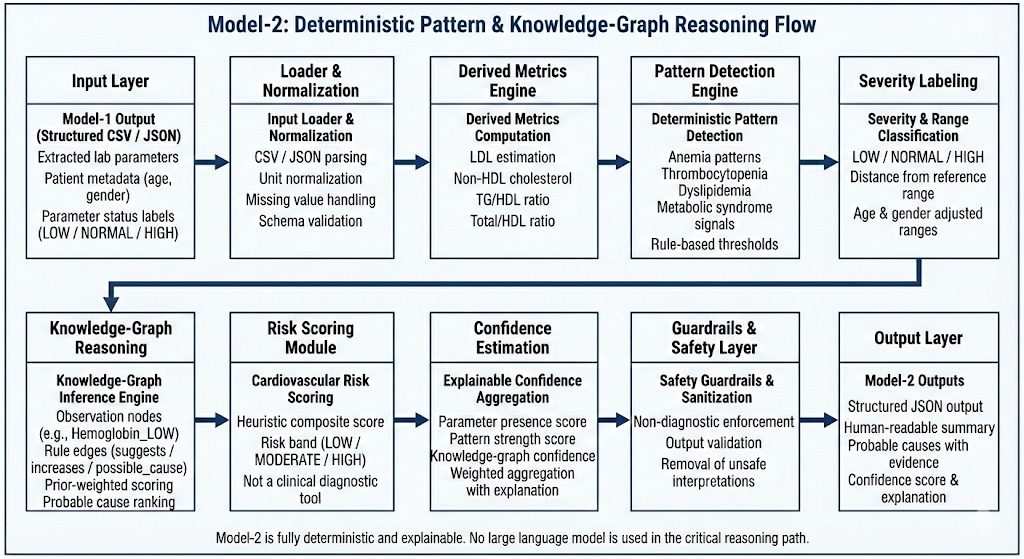 Model-2: Deterministic Pattern & Knowledge-Graph Reasoning Flow
Input Layer
Model-1 Output
(Structured CSV / JSON)
Extracted lab parameters
Patient metadata (age,
gender)
Parameter status labels
(LOW / NORMAL / HIGH)
Loader &
Normalization
Input Loader &
Normalization
CSV / JSON parsing
Unit normalization
Missing value handling
Schema validation
Derived Metrics
Engine
Derived Metrics
Computation
LDL estimation
Non-HDL cholesterol
TG/HDL ratio
Total/HDL ratio
Pattern Detection
Engine
Deterministic Pattern
Detection
Anemia patterns
Thrombocytopenia
Dyslipidemia
Metabolic syndrome
signals
Rule-based thresholds
Severity Labeling
Severity & Range
Classification
LOW / NORMAL / HIGH
Distance from reference
range
Age & gender adjusted
ranges
Knowledge-Graph
Reasoning
Knowledge-Graph
Inference Engine
Observation nodes
(e.g., Hemoglobin_LOW)
Rule edges (suggests /
increases / possible_cause)
Prior-weighted scoring
Probable cause ranking
Risk Scoring
Module
Cardiovascular Risk
Scoring
Heuristic composite score
Risk band (LOW /
MODERATE / HIGH)
Not a clinical diagnostic
tool
Confidence
Estimation
Explainable Confidence
Aggregation
Parameter presence score
Pattern strength score
Knowledge-graph confidence
Weighted aggregation
with explanation
Guardrails &
Safety Layer
Safety Guardrails &
Sanitization
Non-diagnostic enforcement
Output validation
Removal of unsafe
interpretations
Output Layer
Model-2 Outputs
Structured JSON output
Human-readable summary
Probable causes with
evidence
Confidence score &
explanation
Model-2 is fully deterministic and explainable. No large language model is used in the critical reasoning path.